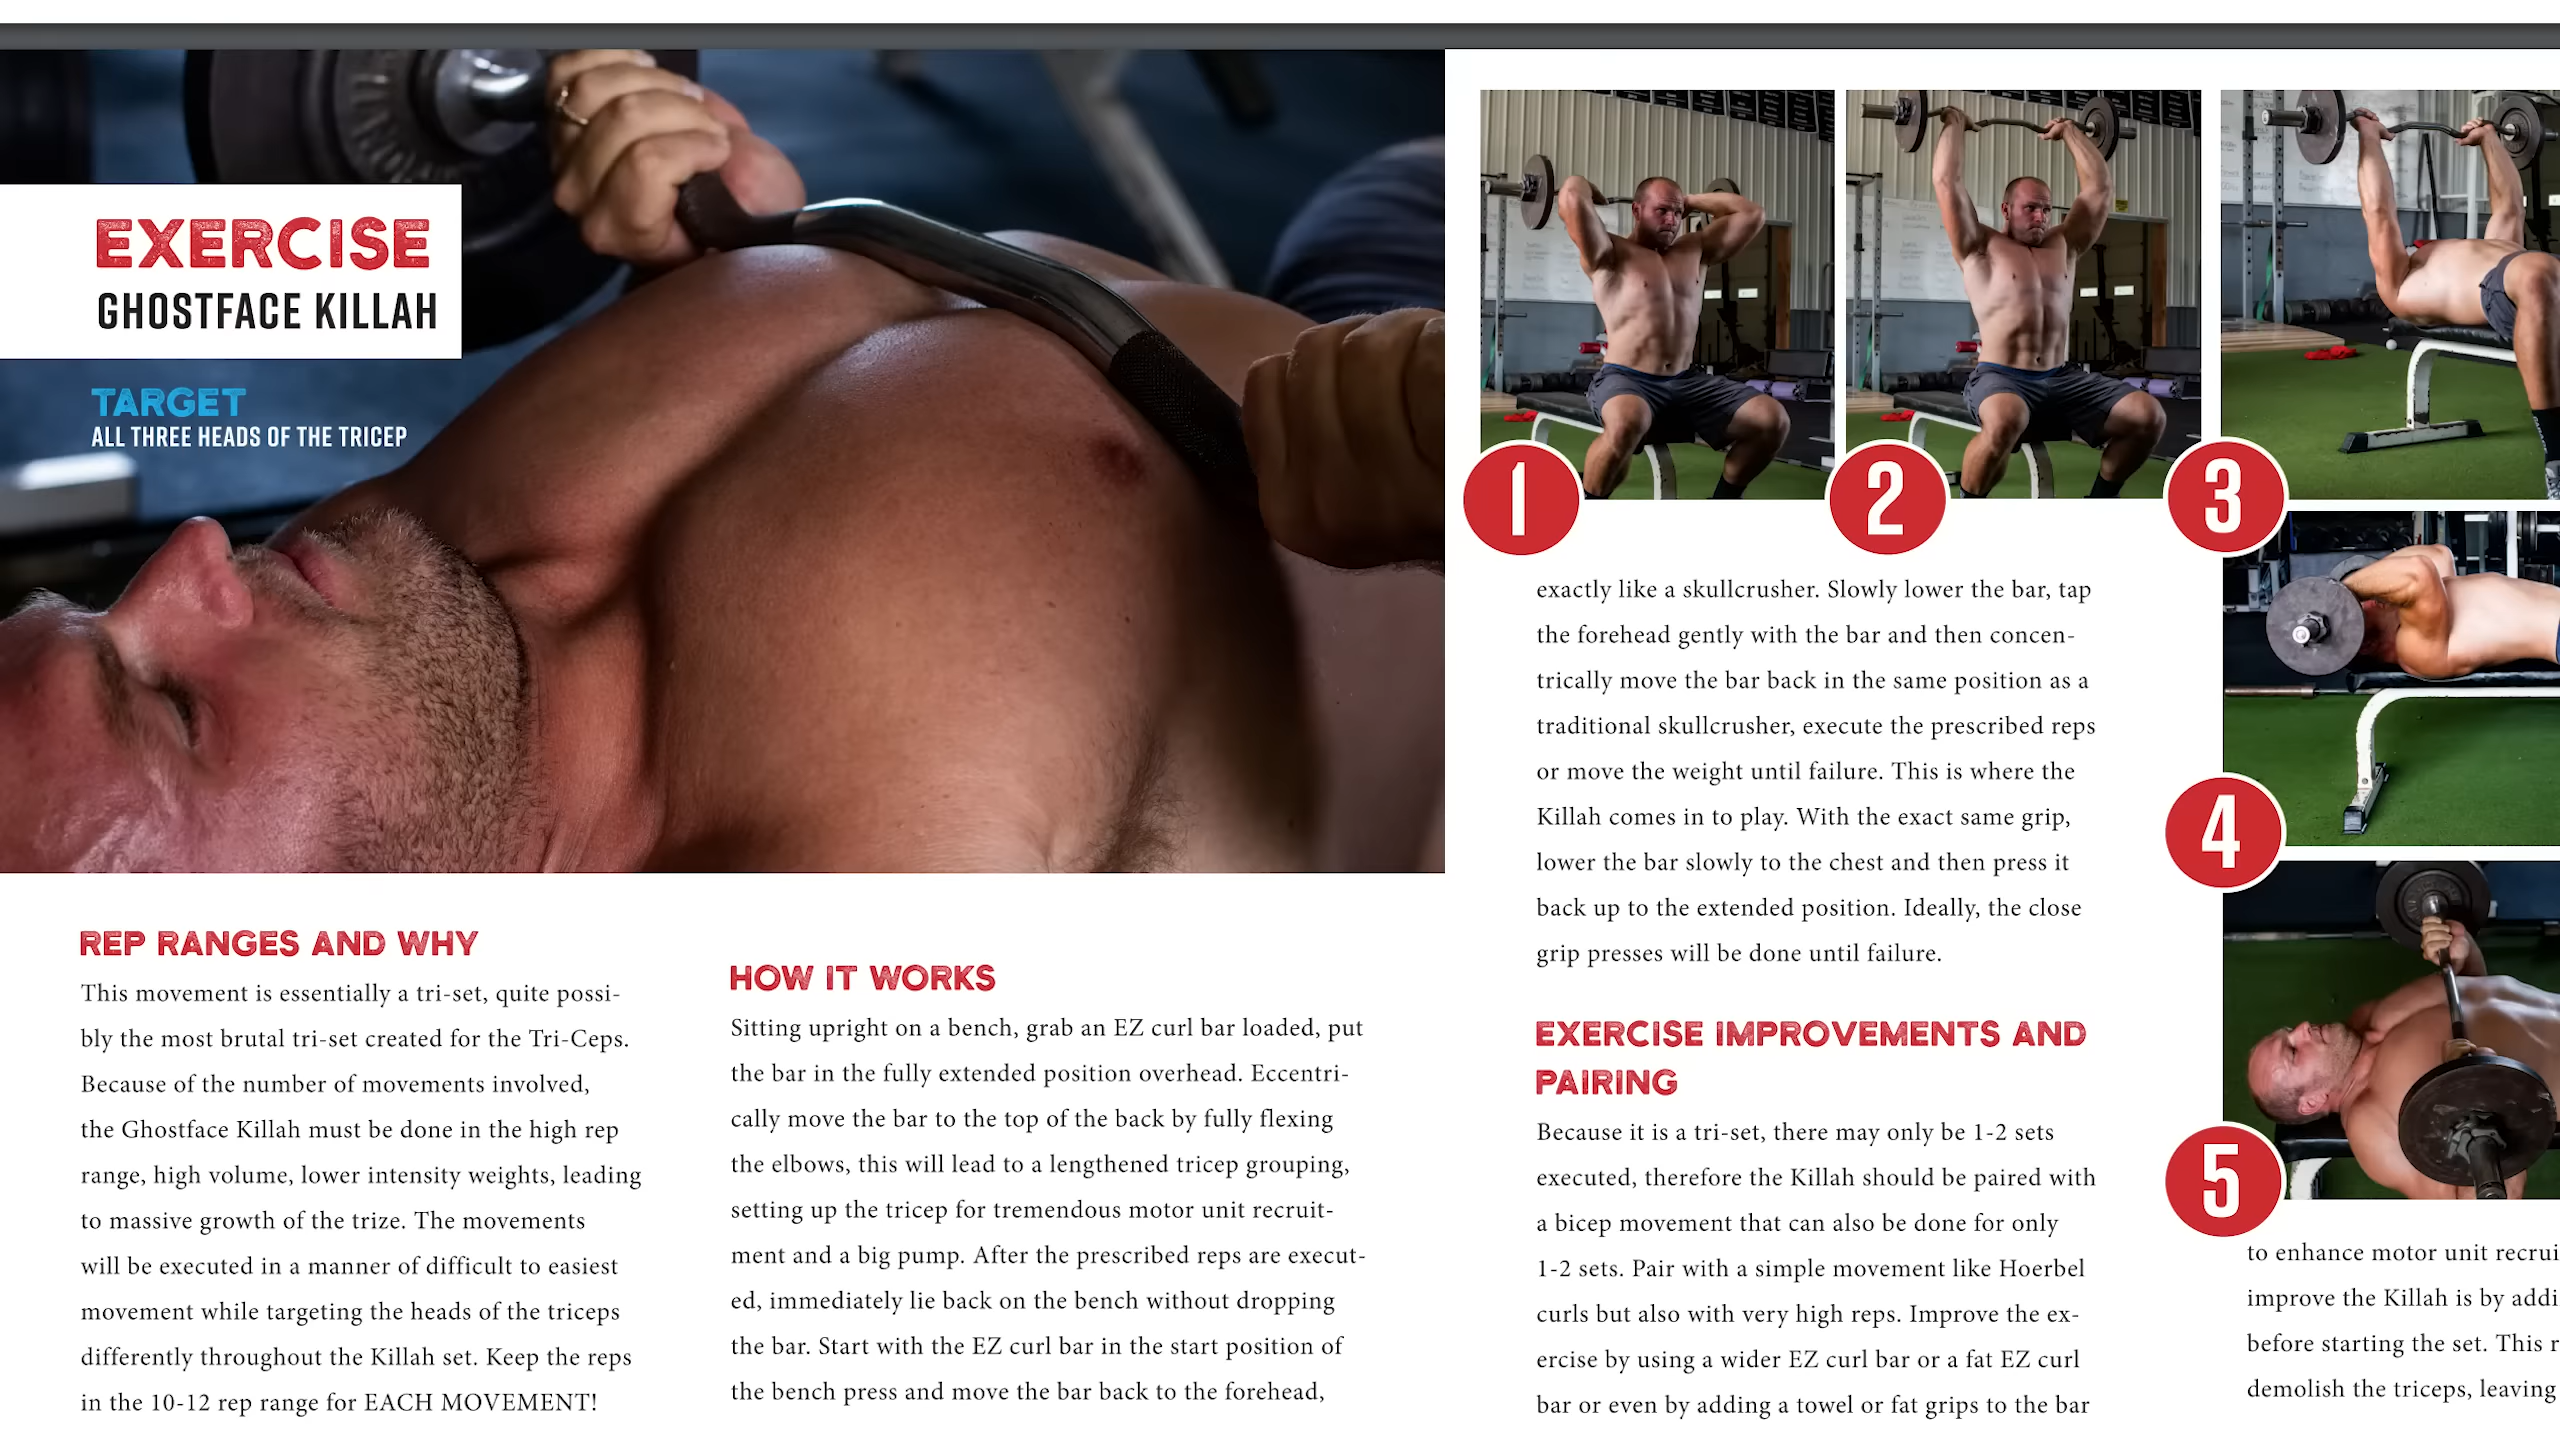 EXERCISE
GHOSTFACE KILLAH
TARGET
ALL THREE HEADS OF THE TRICEP
REP RANGES AND WHY
This movement is essentially a tri-set, quite possi-
bly the most brutal tri-set created for the Tri-Ceps.
Because of the number of movements involved,
the Ghostface Killah must be done in the high rep
range, high volume, lower intensity weights, leading
to massive growth of the trize. The movements
will be executed in a manner of difficult to easiest
movement while targeting the heads of the triceps
differently throughout the Killah set. Keep the reps
in the 10-12 rep range for EACH MOVEMENT!
HOW IT WORKS
Sitting upright on a bench, grab an EZ curl bar loaded, put
the bar in the fully extended position overhead. Eccentri-
cally move the bar to the top of the back by fully flexing
the elbows, this will lead to a lengthened tricep grouping,
setting up the tricep for tremendous motor unit recruit-
ment and a big pump. After the prescribed reps are execut-
ed, immediately lie back on the bench without dropping
the bar. Start with the EZ curl bar in the start position of
the bench press and move the bar back to the forehead,
1
2
3
4
5
exactly like a skullcrusher. Slowly lower the bar, tap
the forehead gently with the bar and then concen-
trically move the bar back in the same position as a
traditional skullcrusher, execute the prescribed reps
or move the weight until failure. This is where the
Killah comes in to play. With the exact same grip,
lower the bar slowly to the chest and then press it
back up to the extended position. Ideally, the close
grip presses will be done until failure.
EXERCISE IMPROVEMENTS AND
PAIRING
Because it is a tri-set, there may only be 1-2 sets
executed, therefore the Killah should be paired with
a bicep movement that can also be done for only
1-2 sets. Pair with a simple movement like Hoerbel
curls but also with very high reps. Improve the ex-
ercise by using a wider EZ curl bar or a fat EZ curl
bar or even by adding a towel or fat grips to the bar
to enhance motor unit recrui
improve the Killah is by addi
before starting the set. This r
demolish the triceps, leaving